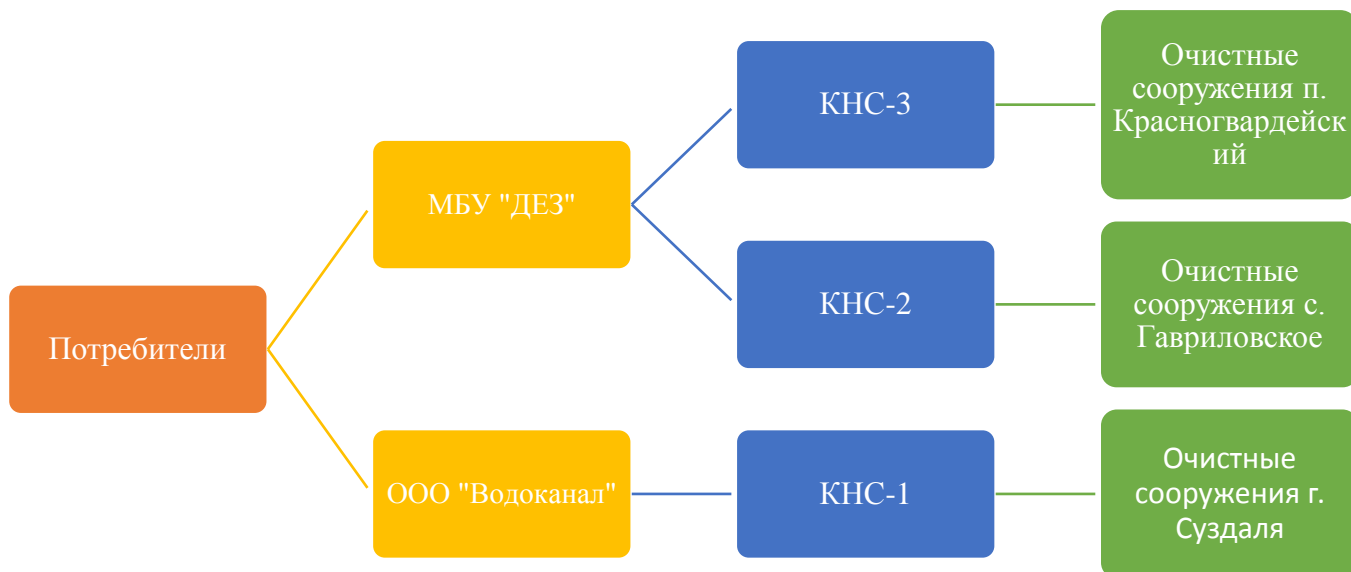 Потребители
МБУ "ДЕЗ"
ООО "Водоканал"
КНС-3
КНС-2
КНС-1
Очистные
сооружения п.
Красногвардейск
ий
Очистные
сооружения с.
Гавриловское
Очистные
сооружения г.
Суздаля